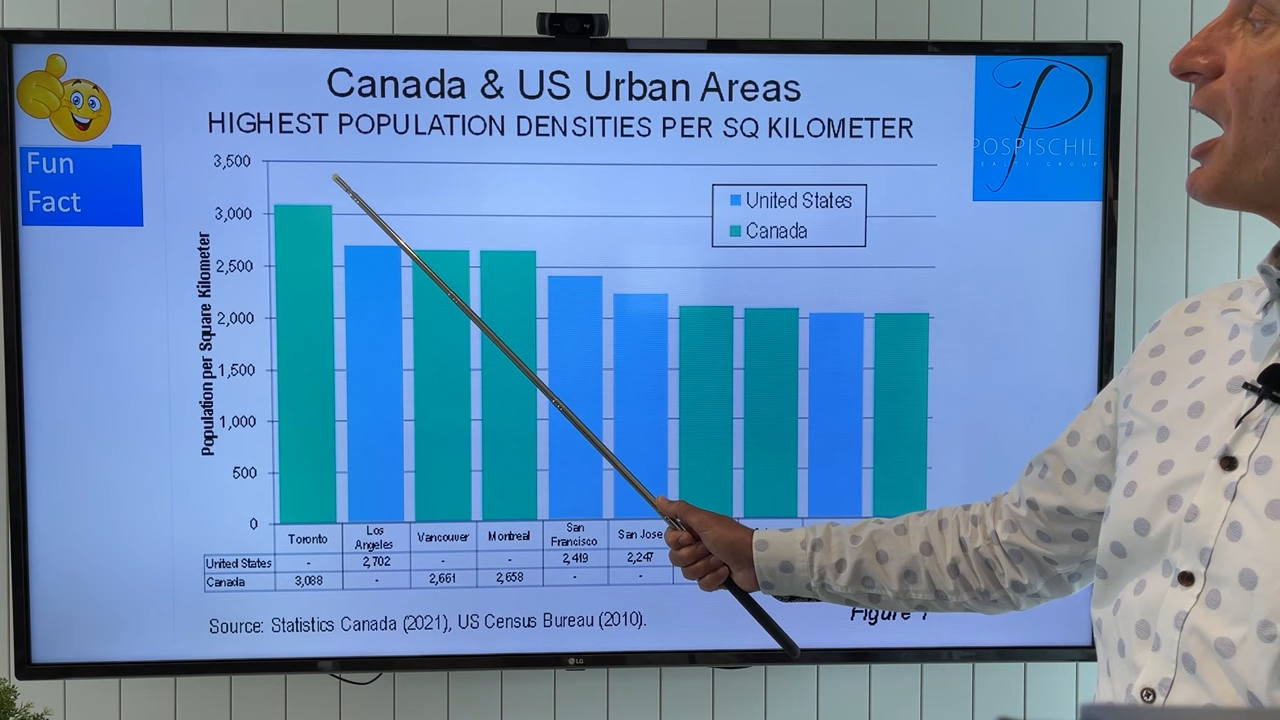 Canada & US Urban Areas
HIGHEST POPULATION DENSITIES PER SQ KILOMETER
Fun
Fact
POSPISCHIL
REALTY GROUP
United States
Canada
Population per Square Kilometer
3,500
3,000
2,500
2,000
1,500
1,000
500
0
Toronto Los Angeles Vancouver Montreal San Francisco San Jose
United States - 2,702 - - 2,419 2,247
Canada 3,088 - 2,661 2,658 - -
Source: Statistics Canada (2021), US Census Bureau (2010).
Figure 1
LG